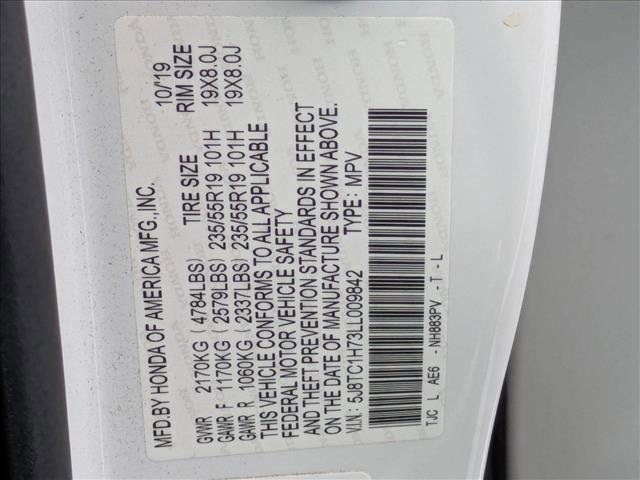 MFD.BY HONDA OF AMERICA MFG.,INC. 10/'19
GVWR 2170KG ( 4784LBS) TIRE SIZE RIM SIZE
GAWR F 1170KG ( 2579LBS) 235/55R19 101H 19X8.0J
GAWR R 1060KG ( 2337LBS) 235/55R19 101H 19X8.0J
THIS VEHICLE CONFORMS TO ALL APPLICABLE
FEDERAL MOTOR VEHICLE SAFETY
AND THEFT PREVENTION STANDARDS IN EFFECT
ON THE DATE OF MANUFACTURE SHOWN ABOVE.
V.I.N: 5J8TC1H73LL009842 TYPE: MPV
TJC L AE6 - NH883PV - T - L